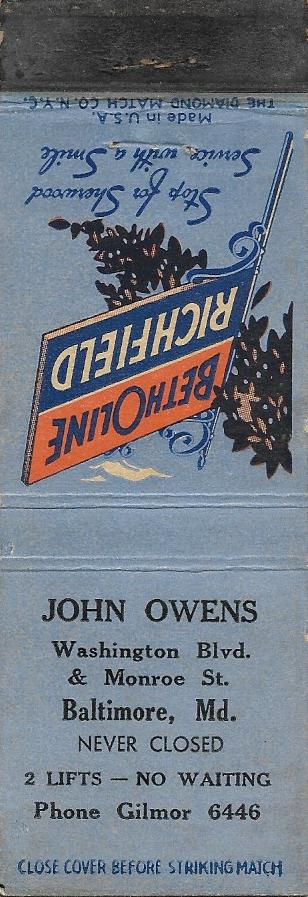 THE DIAMOND MATCH CO. N.Y.C.
Made in U.S.A.
Stop for Sherwood
Service with a Smile
BETHOLINE
RICHFIELD
JOHN OWENS
Washington Blvd.
& Monroe St.
Baltimore, Md.
NEVER CLOSED
2 LIFTS — NO WAITING
Phone Gilmor 6446
CLOSE COVER BEFORE STRIKING MATCH